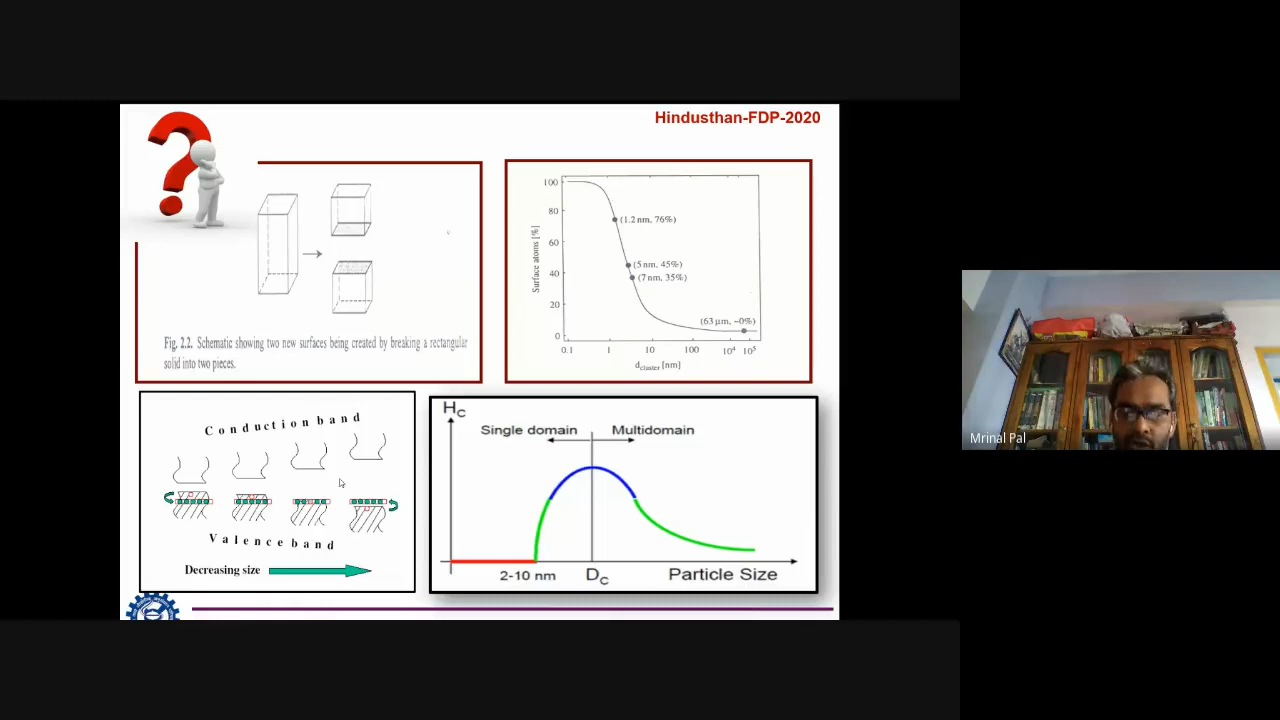 Hindusthan-FDP-2020
Fig. 2.2. Schematic showing two new surfaces being created by breaking a rectangular
solid into two pieces.
100
80
60
40
20
0
Surface atoms [%]
(1.2 nm, 76%)
(5 nm, 45%)
(7 nm, 35%)
(63 μm, ~0%)
0.1 1 10 100 10⁴ 10⁵
dcluster [nm]
Conduction band
Valence band
Decreasing size
HC
Single domain
Multidomain
2-10 nm
DC
Particle Size
Mrinal Pal